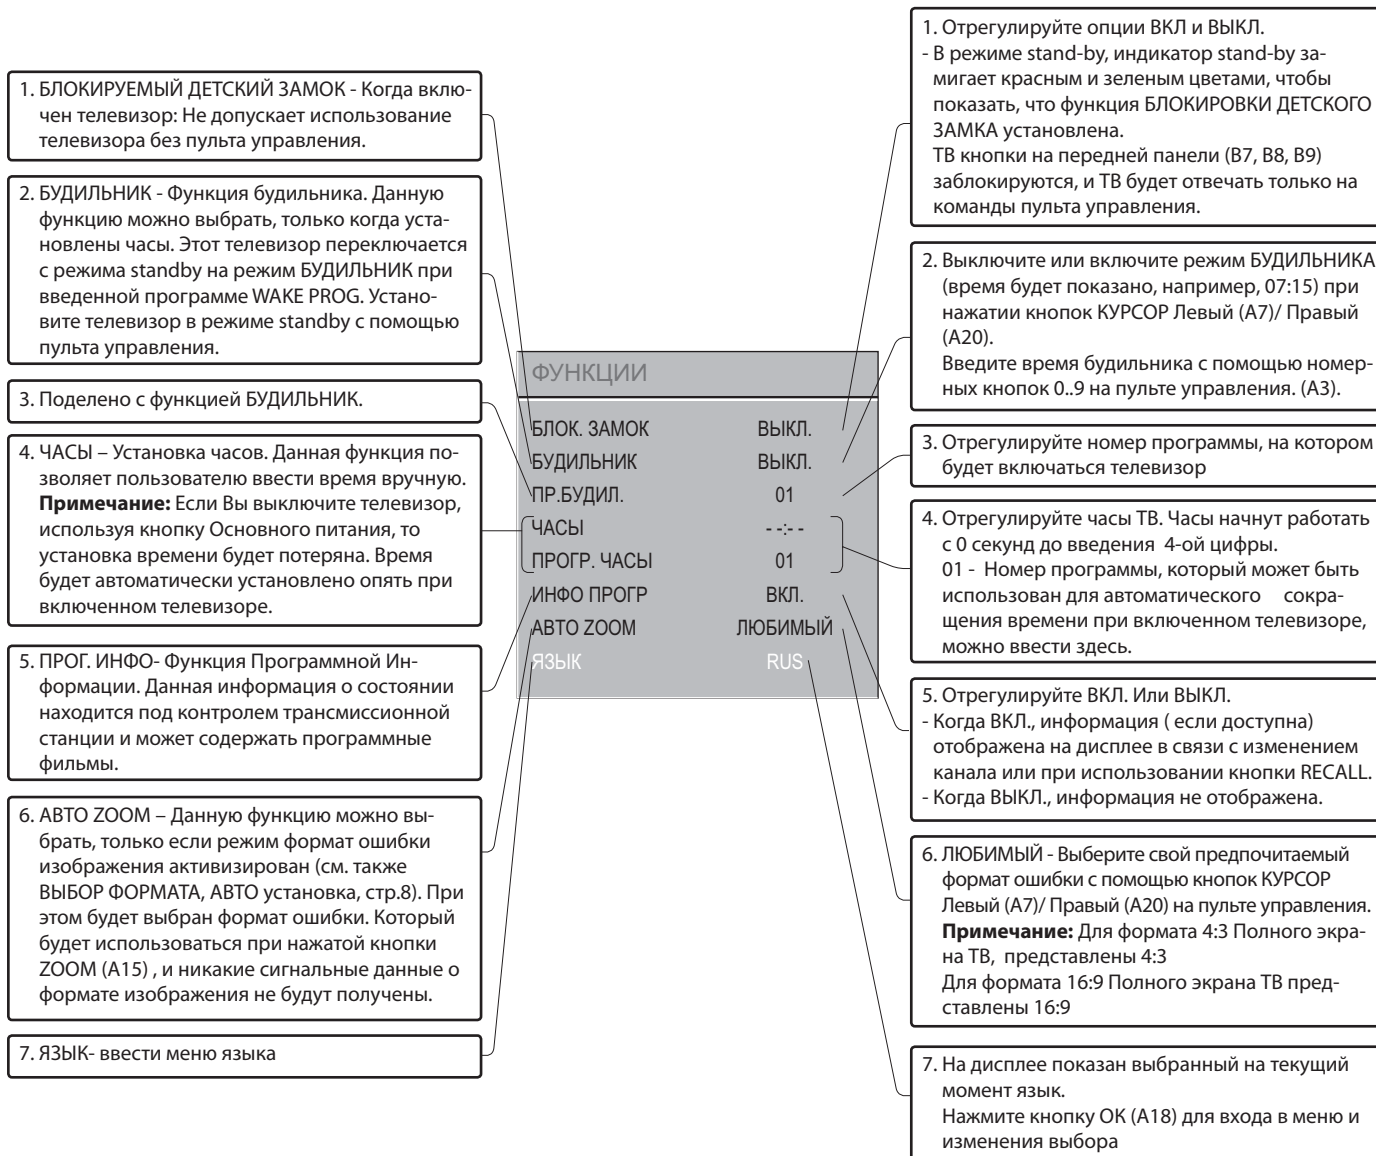 1. БЛОКИРУЕМЫЙ ДЕТСКИЙ ЗАМОК - Когда вклю-
чен телевизор: Не допускает использование
телевизора без пульта управления.
2. БУДИЛЬНИК - Функция будильника. Данную
функцию можно выбрать, только когда уста-
новлены часы. Этот телевизор переключается
с режима standby на режим БУДИЛЬНИК при
введенной программе WAKE PROG. Устано-
вите телевизор в режиме standby с помощью
пульта управления.
3. Поделено с функцией БУДИЛЬНИК.
4. ЧАСЫ – Установка часов. Данная функция по-
зволяет пользователю ввести время вручную.
Примечание: Если Вы выключите телевизор,
используя кнопку Основного питания, то
установка времени будет потеряна. Время
будет автоматически установлено опять при
включенном телевизоре.
5. ПРОГ. ИНФО- Функция Программной Ин-
формации. Данная информация о состоянии
находится под контролем трансмиссионной
станции и может содержать программные
фильмы.
6. АВТО ZOOM – Данную функцию можно вы-
брать, только если режим формат ошибки
изображения активизирован (см. также
ВЫБОР ФОРМАТА, АВТО установка, стр.8). При
этом будет выбран формат ошибки. Который
будет использоваться при нажатой кнопки
ZOOM (A15) , и никакие сигнальные данные о
формате изображения не будут получены.
7. ЯЗЫК- ввести меню языка
ФУНКЦИИ
БЛОК. ЗАМОК ВЫКЛ.
БУДИЛЬНИК ВЫКЛ.
ПР.БУДИЛ. 01
ЧАСЫ - -:- -
ПРОГР. ЧАСЫ 01
ИНФО ПРОГР ВКЛ.
АВТО ZOOM ЛЮБИМЫЙ
ЯЗЫК RUS
1. Отрегулируйте опции ВКЛ и ВЫКЛ.
- В режиме stand-by, индикатор stand-by за-
мигает красным и зеленым цветами, чтобы
показать, что функция БЛОКИРОВКИ ДЕТСКОГО
ЗАМКА установлена.
ТВ кнопки на передней панели (B7, B8, B9)
заблокируются, и ТВ будет отвечать только на
команды пульта управления.
2. Выключите или включите режим БУДИЛЬНИКА
(время будет показано, например, 07:15) при
нажатии кнопок КУРСОР Левый (A7)/ Правый
(A20).
Введите время будильника с помощью номер-
ных кнопок 0..9 на пульте управления. (A3).
3. Отрегулируйте номер программы, на котором
будет включаться телевизор
4. Отрегулируйте часы ТВ. Часы начнут работать
с 0 секунд до введения 4-ой цифры.
01 - Номер программы, который может быть
использован для автоматического сокра-
щения времени при включенном телевизоре,
можно ввести здесь.
5. Отрегулируйте ВКЛ. Или ВЫКЛ.
- Когда ВКЛ., информация ( если доступна)
отображена на дисплее в связи с изменением
канала или при использовании кнопки RECALL.
- Когда ВЫКЛ., информация не отображена.
6. ЛЮБИМЫЙ - Выберите свой предпочитаемый
формат ошибки с помощью кнопок КУРСОР
Левый (A7)/ Правый (A20) на пульте управления.
Примечание: Для формата 4:3 Полного экра-
на ТВ, представлены 4:3
Для формата 16:9 Полного экрана ТВ пред-
ставлены 16:9
7. На дисплее показан выбранный на текущий
момент язык.
Нажмите кнопку ОК (A18) для входа в меню и
изменения выбора